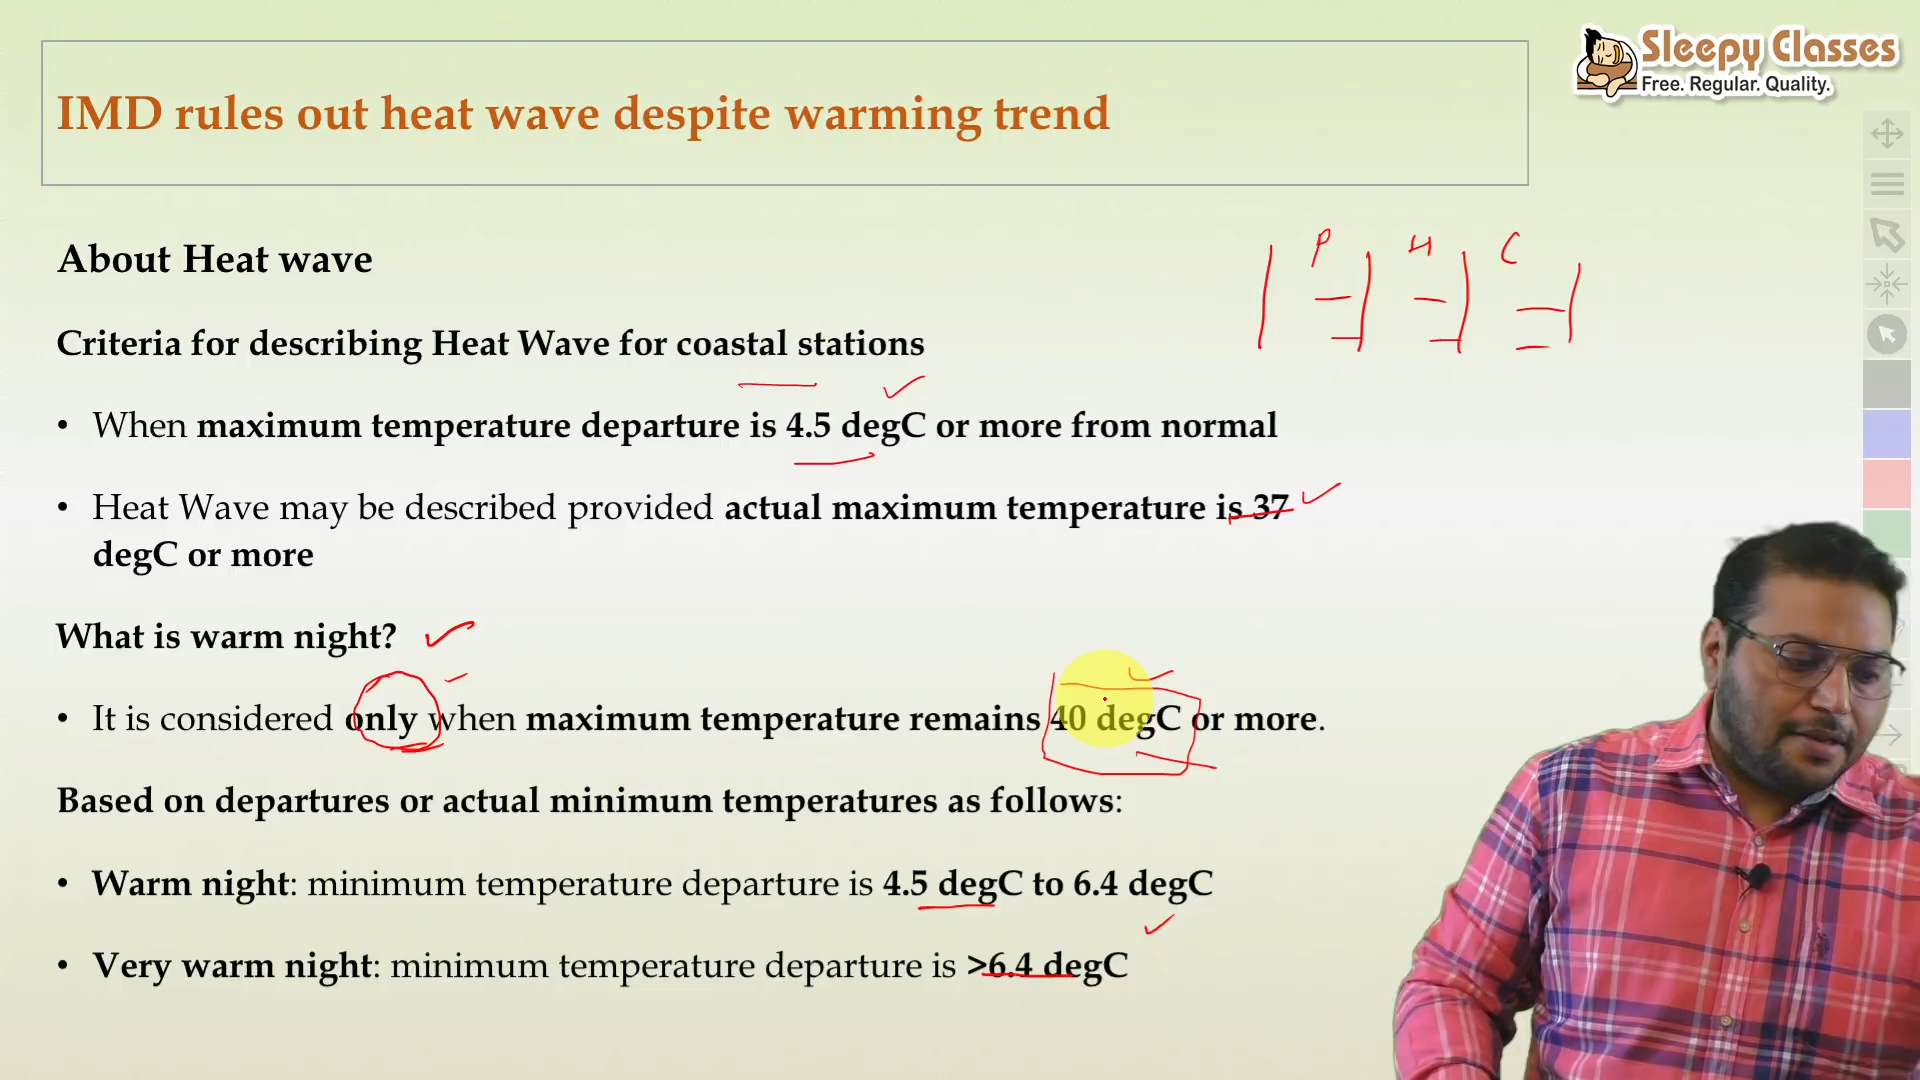 Sleepy Classes
Free. Regular. Quality.
IMD rules out heat wave despite warming trend
About Heat wave
P H C
Criteria for describing Heat Wave for coastal stations
• When maximum temperature departure is 4.5 degC or more from normal
• Heat Wave may be described provided actual maximum temperature is 37
degC or more
What is warm night?
• It is considered only when maximum temperature remains 40 degC or more.
Based on departures or actual minimum temperatures as follows:
• Warm night: minimum temperature departure is 4.5 degC to 6.4 degC
• Very warm night: minimum temperature departure is >6.4 degC